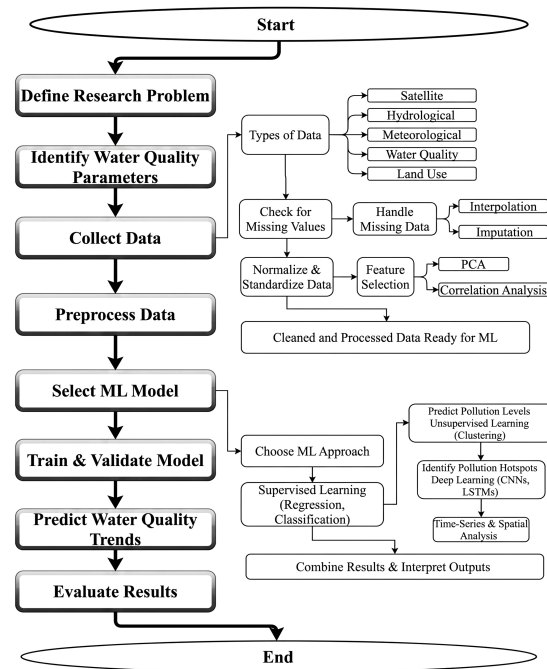 Start
Define Research Problem
Identify Water Quality
Parameters
Collect Data
Preprocess Data
Select ML Model
Train & Validate Model
Predict Water Quality
Trends
Evaluate Results
End
Types of Data
Satellite
Hydrological
Meteorological
Water Quality
Land Use
Check for
Missing Values
Handle
Missing Data
Interpolation
Imputation
Normalize &
Standardize Data
Feature
Selection
PCA
Correlation Analysis
Cleaned and Processed Data Ready for ML
Choose ML Approach
Supervised Learning
(Regression,
Classification)
Predict Pollution Levels
Unsupervised Learning
(Clustering)
Identify Pollution Hotspots
Deep Learning (CNNs,
LSTMs)
Time-Series & Spatial
Analysis
Combine Results & Interpret Outputs